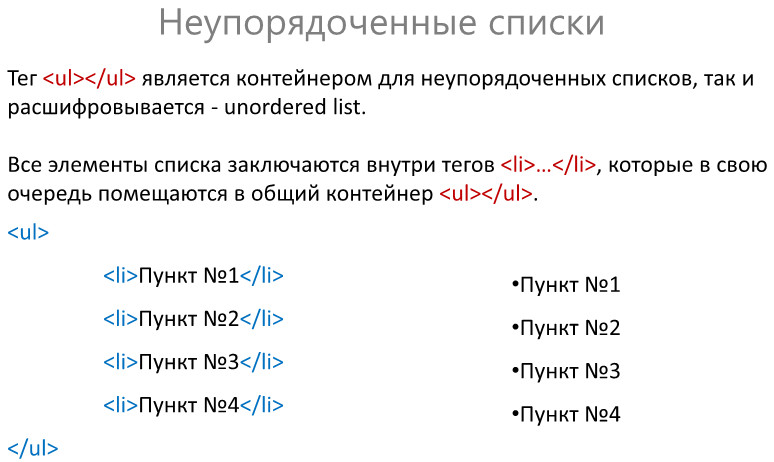 Неупорядоченные списки
Тег <ul></ul> является контейнером для неупорядоченных списков, так и
расшифровывается - unordered list.
Все элементы списка заключаются внутри тегов <li>…</li>, которые в свою
очередь помещаются в общий контейнер <ul></ul>.
<ul>
<li>Пункт №1</li>
<li>Пункт №2</li>
<li>Пункт №3</li>
<li>Пункт №4</li>
</ul>
•Пункт №1
•Пункт №2
•Пункт №3
•Пункт №4